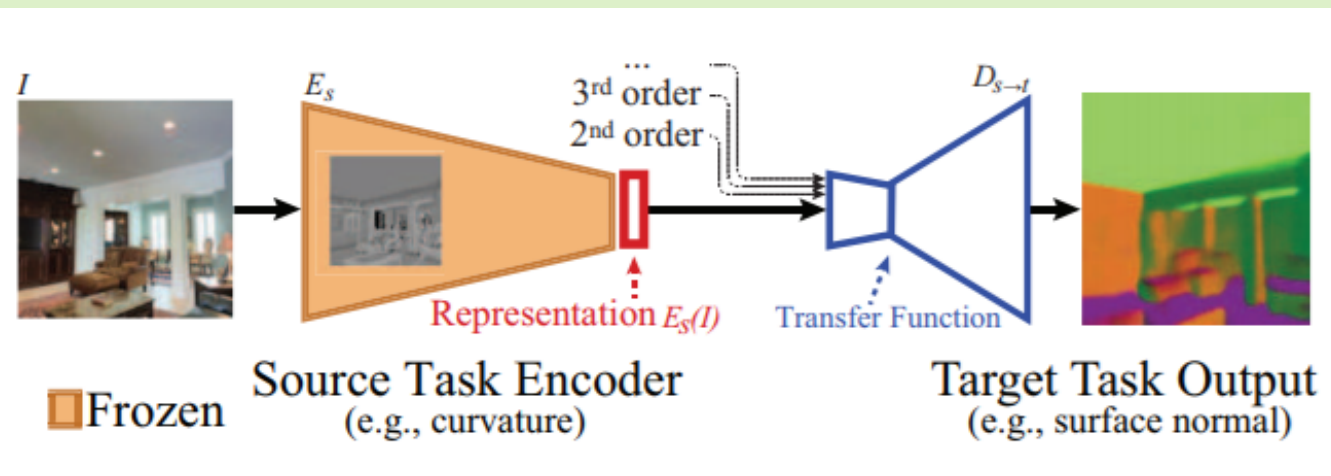 I
E_s
...
3rd order
2nd order
D_{s→t}
Representation E_s(I)
Transfer Function
Frozen
Source Task Encoder
(e.g., curvature)
Target Task Output
(e.g., surface normal)